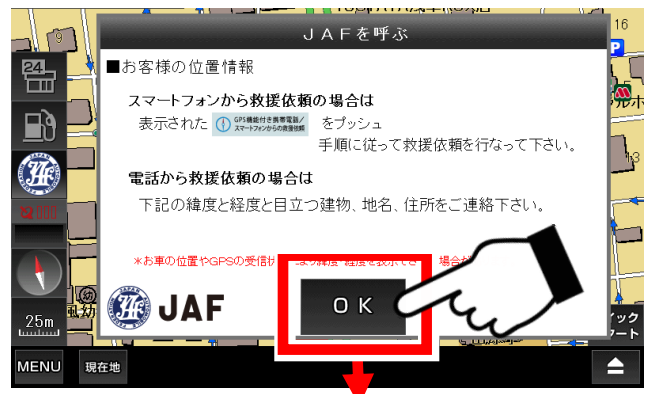 16
9
P
ＪＡＦを呼ぶ
24
■お客様の位置情報
スマートフォンから救援依頼の場合は
表示された GPS機能付き携帯電話／ をプッシュ
スマートフォンからの救援依頼
手順に従って救援依頼を行なって下さい。
電話から救援依頼の場合は
下記の緯度と経度と目立つ建物、地名、住所をご連絡下さい。
＊お車の位置やGPSの受信状
場合が
JAF
ＯＫ
25m
MENU
現在地